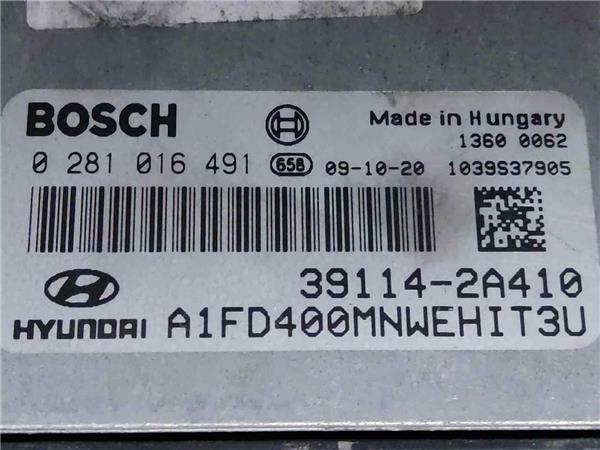 BOSCH
Made in Hungary
1360 0062
0 281 016 491 658 09-10-20 1039S37905
39114-2A410
HYUNDAI A1FD400MNWEHIT3U